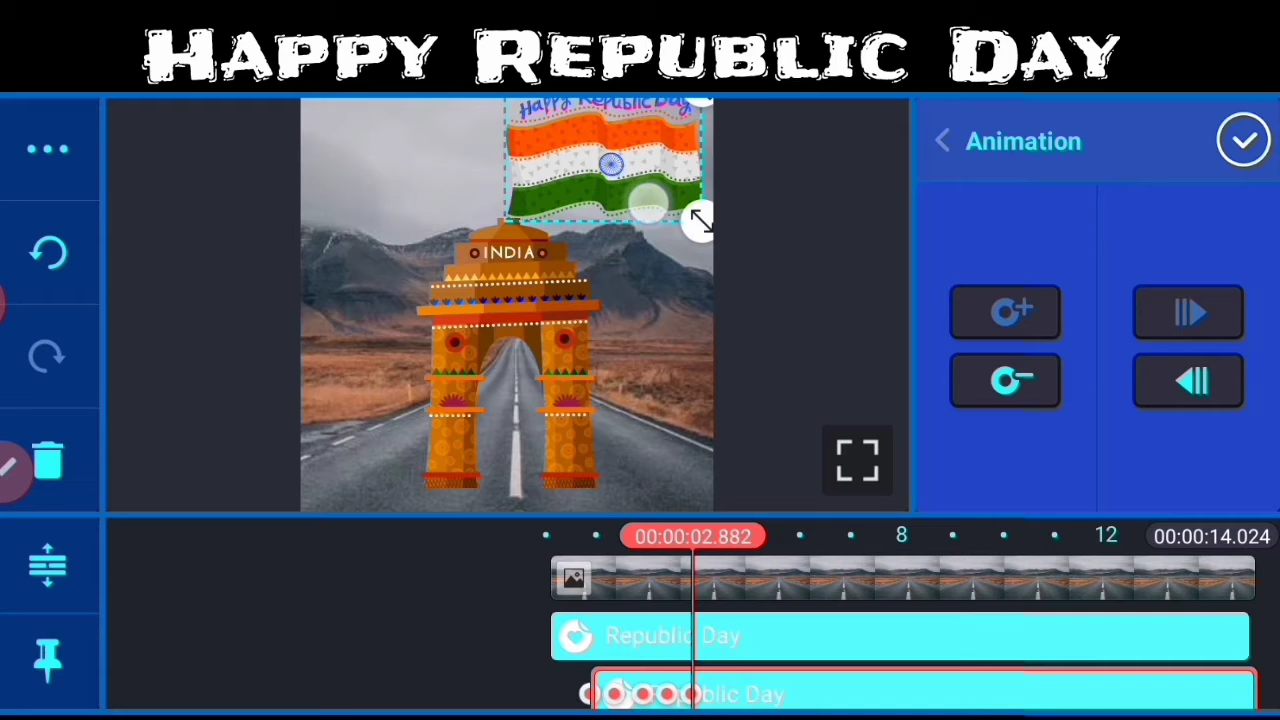 Happy Republic Day
Happy Republic Day
Animation
INDIA
00:00:02.882
8
12
00:00:14.024
Republic Day
Republic Day